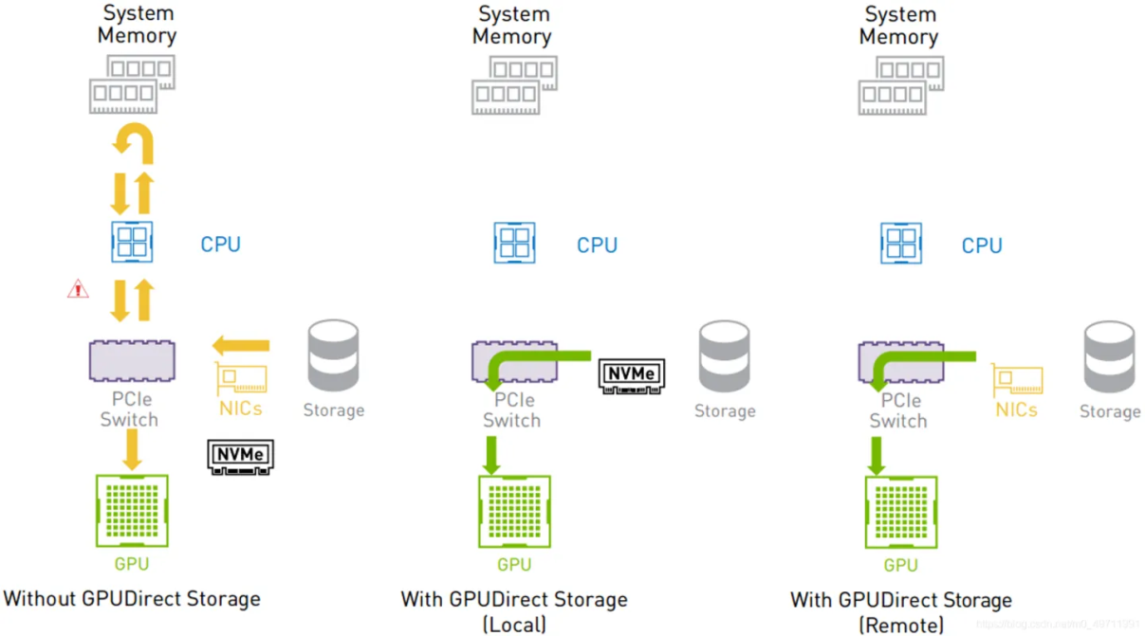 System
Memory
CPU
PCIe
Switch
NICs
Storage
NVMe
GPU
Without GPUDirect Storage
System
Memory
CPU
NVMe
PCIe
Switch
Storage
GPU
With GPUDirect Storage
(Local)
System
Memory
CPU
PCIe
Switch
NICs
Storage
GPU
With GPUDirect Storage
(Remote)